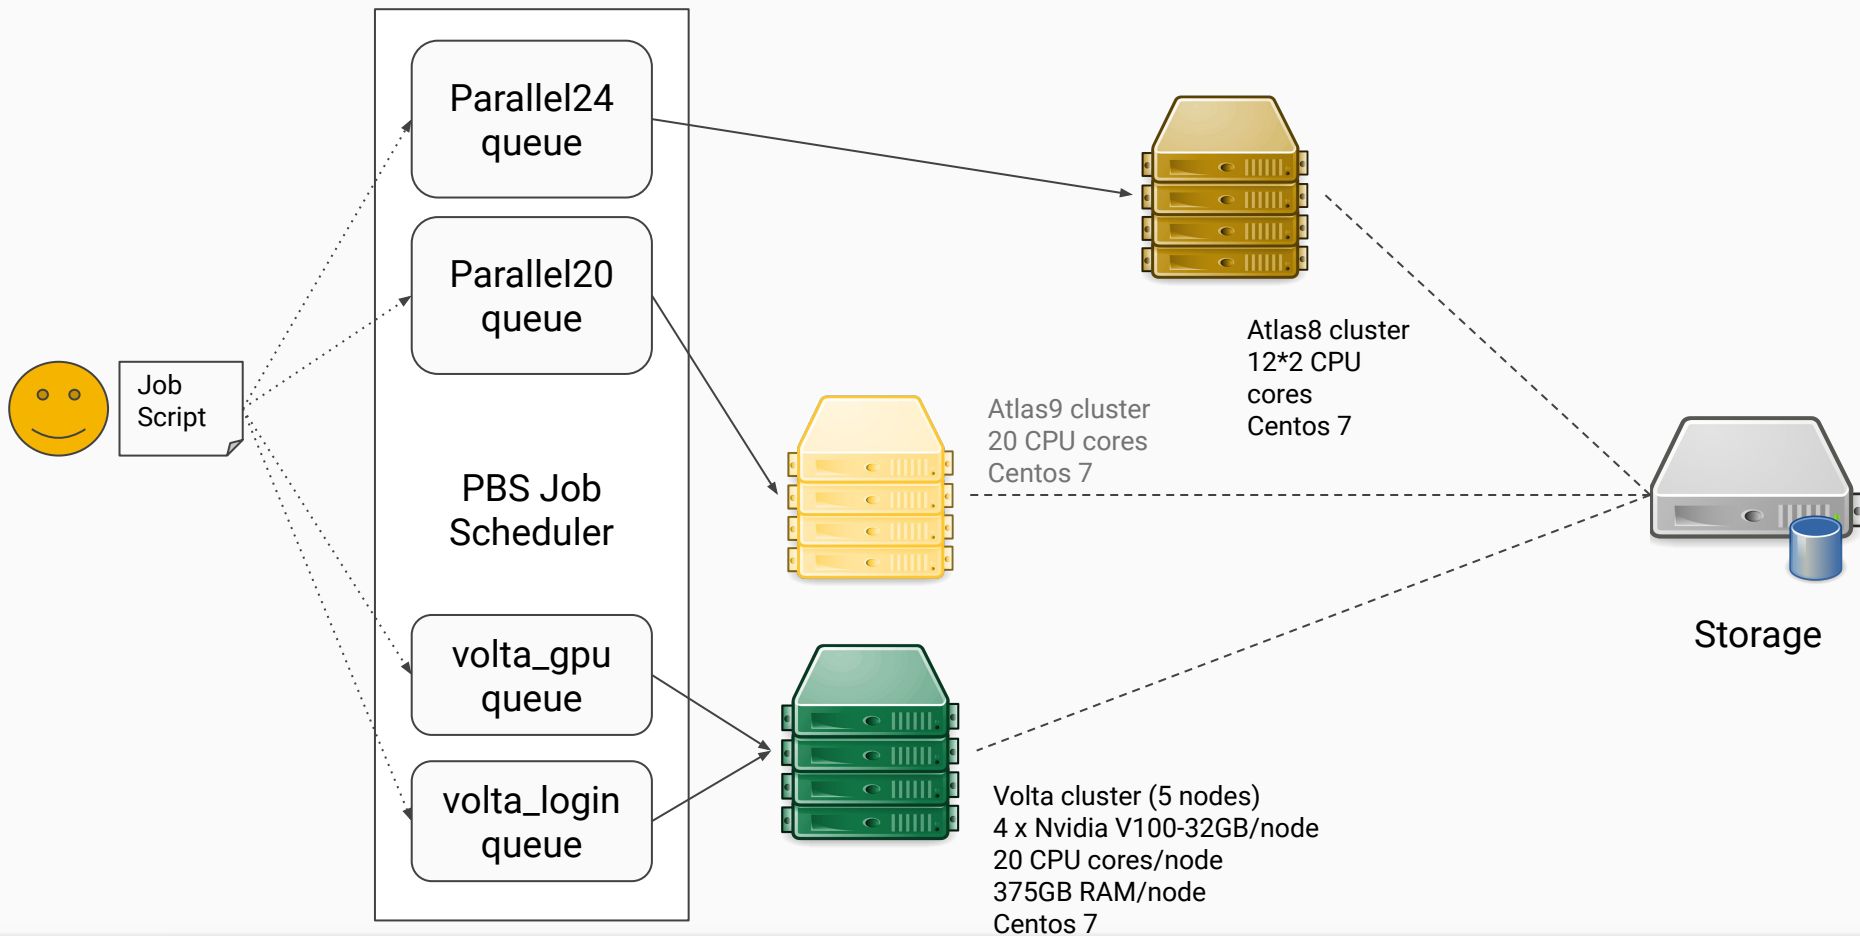 Parallel24
queue
Parallel20
queue
Job
Script
PBS Job
Scheduler
volta_gpu
queue
volta_login
queue
Atlas8 cluster
12*2 CPU
cores
Centos 7
Atlas9 cluster
20 CPU cores
Centos 7
Storage
Volta cluster (5 nodes)
4 x Nvidia V100-32GB/node
20 CPU cores/node
375GB RAM/node
Centos 7